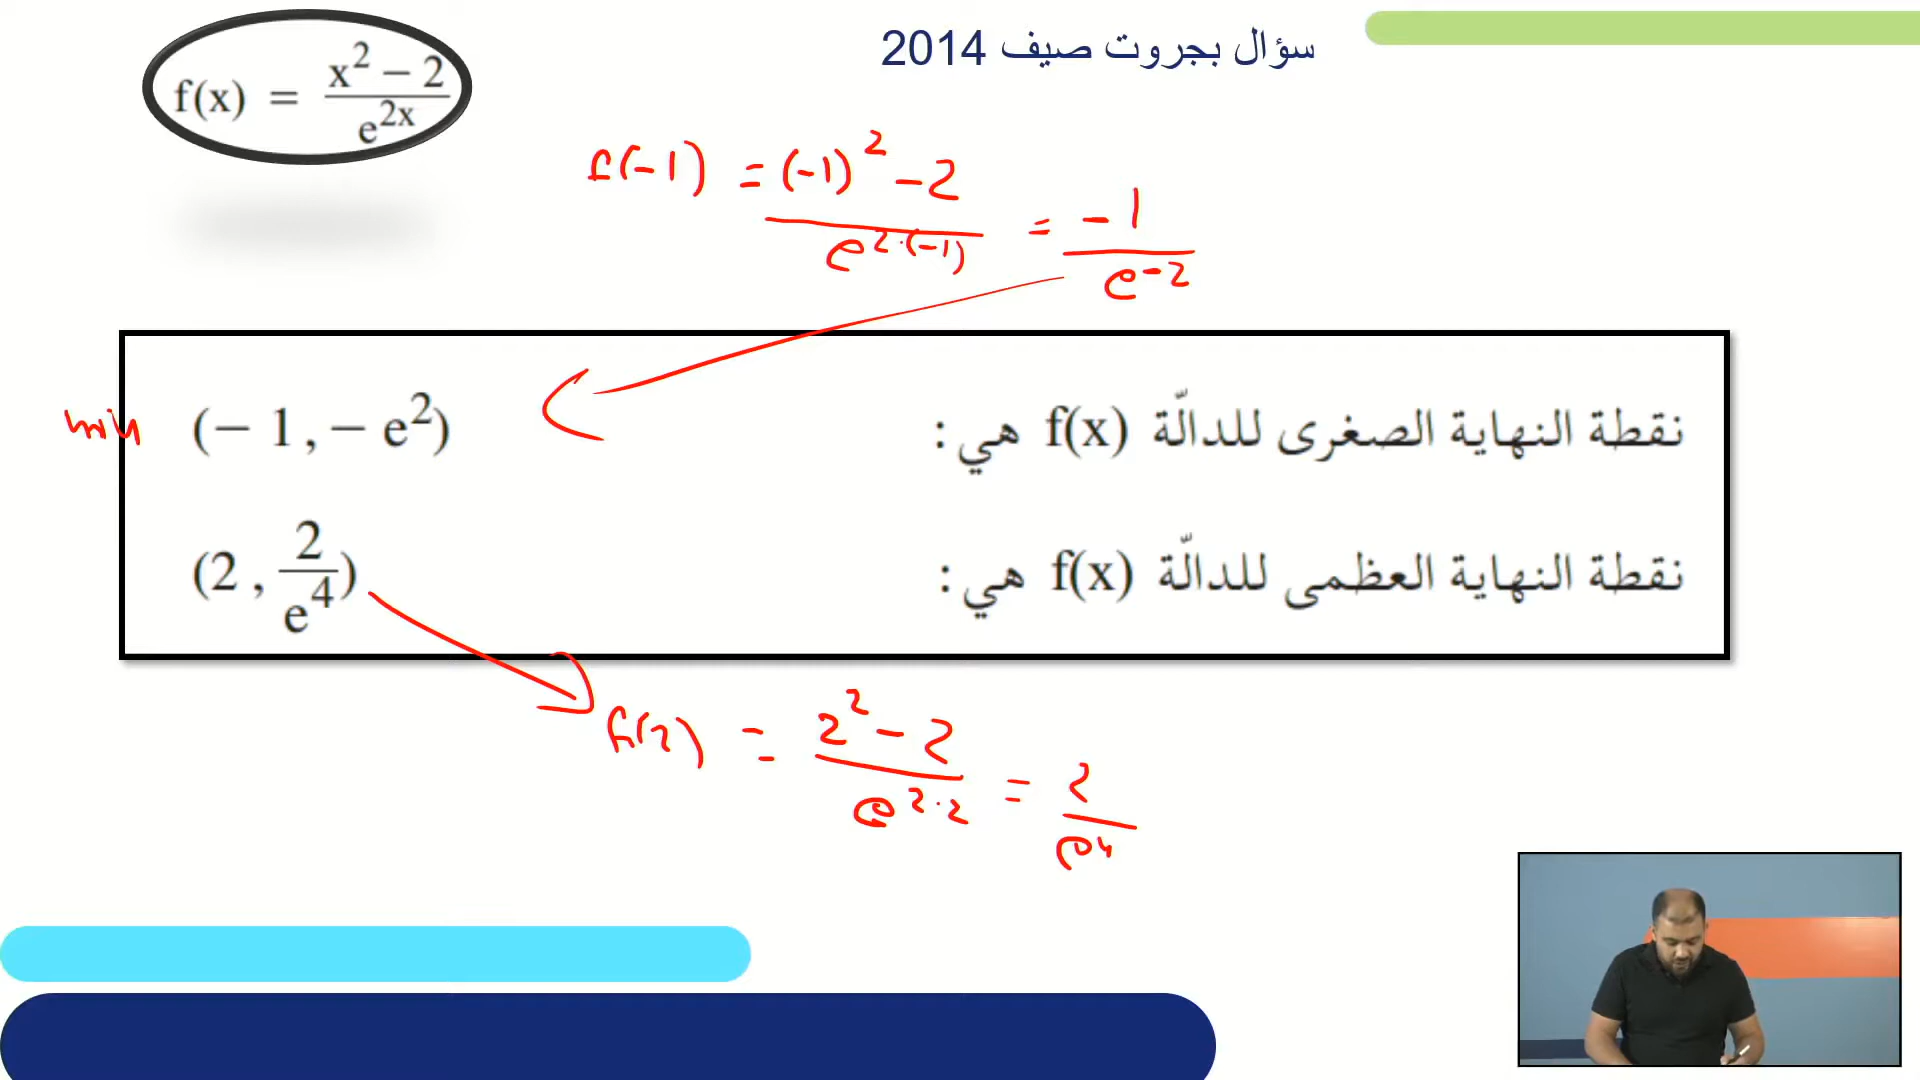 سؤال بجروت صيف 2014
f(x) = (x² − 2) / e^{2x}
f(-1) = ((-1)² - 2) / e^{2·(-1)} = -1 / e^{-2}
نقطة النهاية الصغرى للدالّة f(x) هي : (− 1 , − e²)
min
نقطة النهاية العظمى للدالّة f(x) هي : (2 , 2/e⁴)
f(2) = (2² - 2) / e^{2·2} = 2 / e⁴